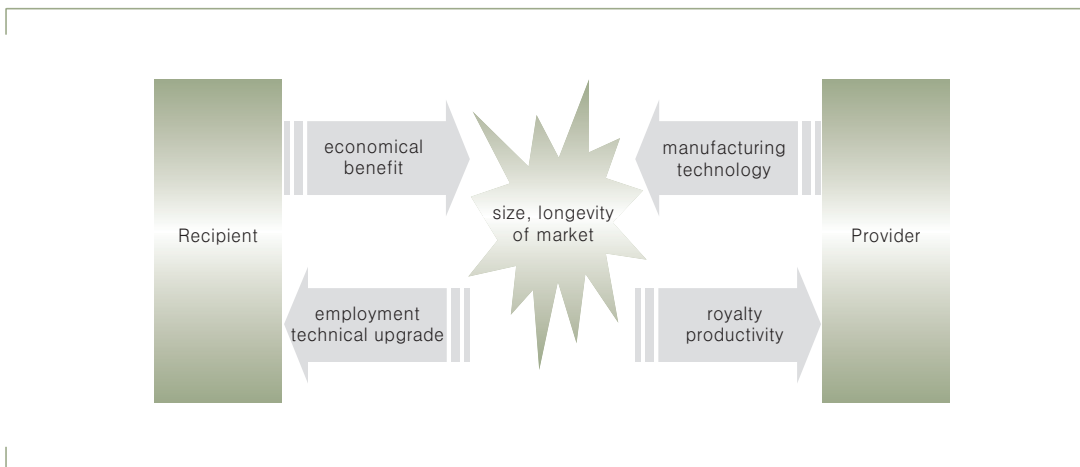 economical
benefit
manufacturing
technology
size, longevity
of market
Recipient
Provider
employment
technical upgrade
royalty
productivity